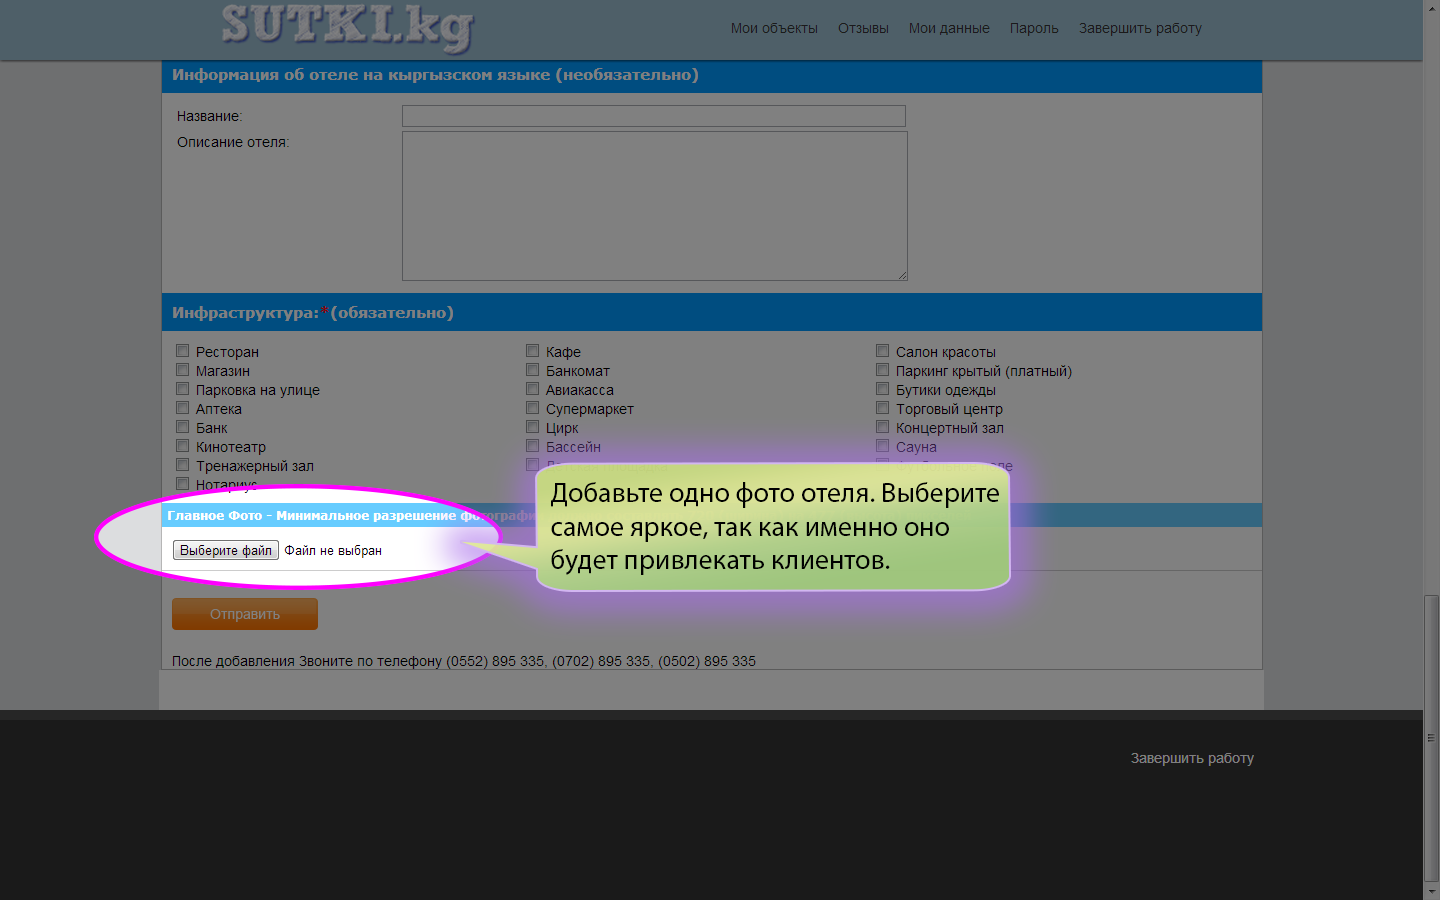 SUTKI.kg
Мои объекты Отзывы Мои данные Пароль Завершить работу
Информация об отеле на кыргызском языке (необязательно)
Название:
Описание отеля:
Инфраструктура:*(обязательно)
Ресторан Кафе Салон красоты
Магазин Банкомат Паркинг крытый (платный)
Парковка на улице Авиакасса Бутики одежды
Аптека Супермаркет Торговый центр
Банк Цирк Концертный зал
Кинотеатр Бассейн Сауна
Тренажерный зал
Нотариус
Главное Фото - Минимальное разрешение
Добавьте одно фото отеля. Выберите
самое яркое, так как именно оно
будет привлекать клиентов.
Выберите файл Файл не выбран
Отправить
После добавления Звоните по телефону (0552) 895 335, (0702) 895 335, (0502) 895 335
Завершить работу